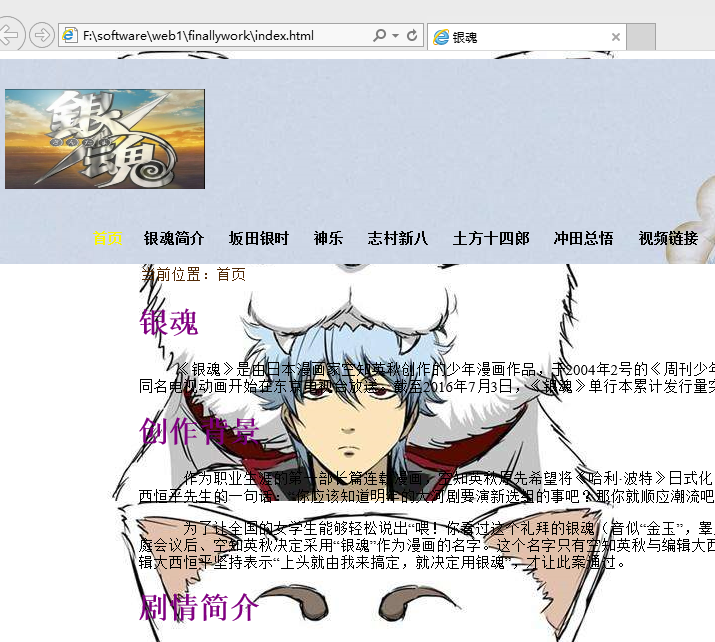 F:\software\web1\finallywork\index.html
银魂
銀魂
首页 银魂简介 坂田银时 神乐 志村新八 土方十四郎 冲田总悟 视频链接
当前位置：首页
银魂
《银魂》是由日本漫画家空知英秋创作的少年漫画作品，于2004年2号的《周刊少年
同名电视动画开始在东京电视台放送。截至2016年7月3日，《银魂》单行本累计发行量突
创作背景
作为职业生涯的第一部长篇连载漫画，空知英秋原先希望将《哈利·波特》日式化
西恒平先生的一句话：“你应该知道明年的大河剧要演新选组的事吧？那你就顺应潮流吧
为了让全国的女学生能够轻松说出“喂！你看过这个礼拜的银魂（音似“金玉”，睾
庭会议后、空知英秋决定采用“银魂”作为漫画的名字。这个名字只有空知英秋与编辑大西
辑大西恒平坚持表示“上头就由我来搞定，就决定用银魂”，才让此案通过。
剧情简介